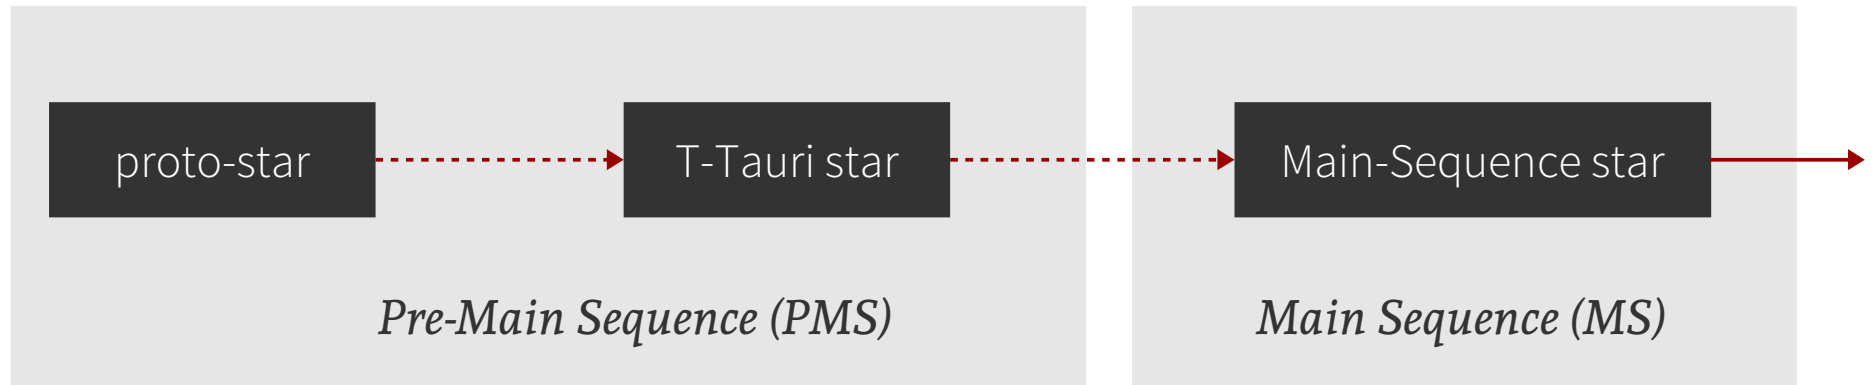 proto-star
T-Tauri star
Main-Sequence star
Pre-Main Sequence (PMS)
Main Sequence (MS)